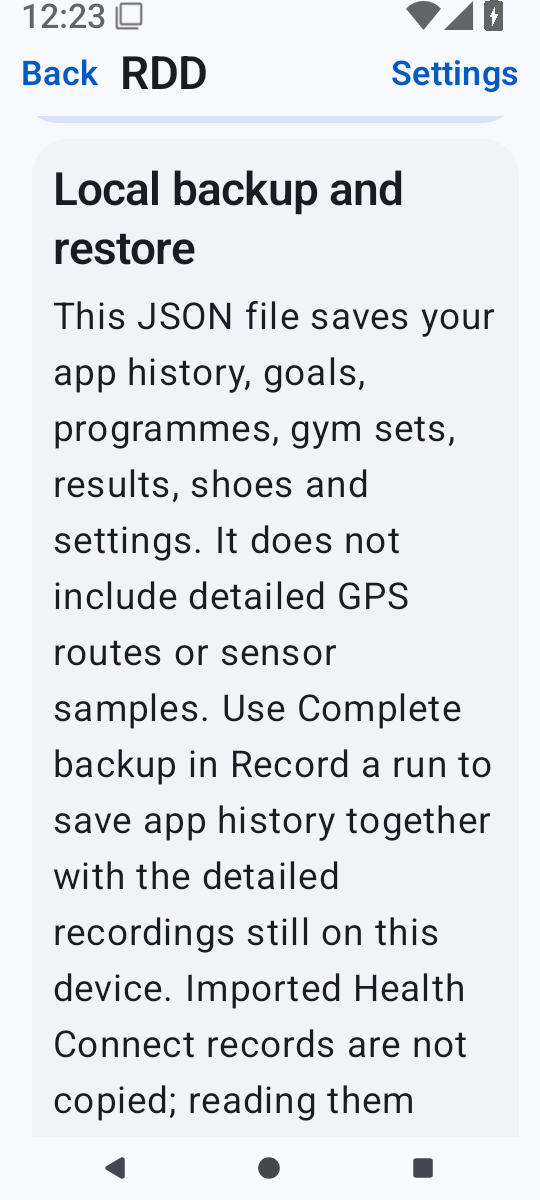 12:23
Back RDD Settings
Local backup and
restore
This JSON file saves your
app history, goals,
programmes, gym sets,
results, shoes and
settings. It does not
include detailed GPS
routes or sensor
samples. Use Complete
backup in Record a run to
save app history together
with the detailed
recordings still on this
device. Imported Health
Connect records are not
copied; reading them